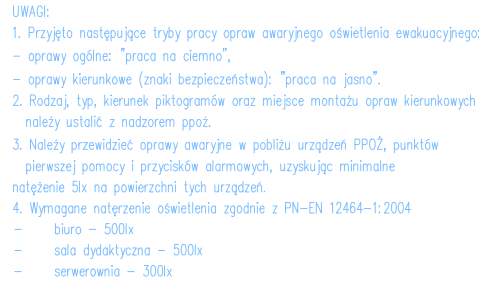 UWAGI:
1. Przyjęto następujące tryby pracy opraw awaryjnego oświetlenia ewakuacyjnego:
- oprawy ogólne: "praca na ciemno",
- oprawy kierunkowe (znaki bezpieczeństwa): "praca na jasno".
2. Rodzaj, typ, kierunek piktogramów oraz miejsce montażu opraw kierunkowych
należy ustalić z nadzorem ppoż.
3. Należy przewidzieć oprawy awaryjne w pobliżu urządzeń PPOŻ, punktów
pierwszej pomocy i przycisków alarmowych, uzyskując minimalne
natężenie 5lx na powierzchni tych urządzeń.
4. Wymagane natęrzenie oświetlenia zgodnie z PN-EN 12464-1:2004
- biuro - 500lx
- sala dydaktyczna - 500lx
- serwerownia - 300lx